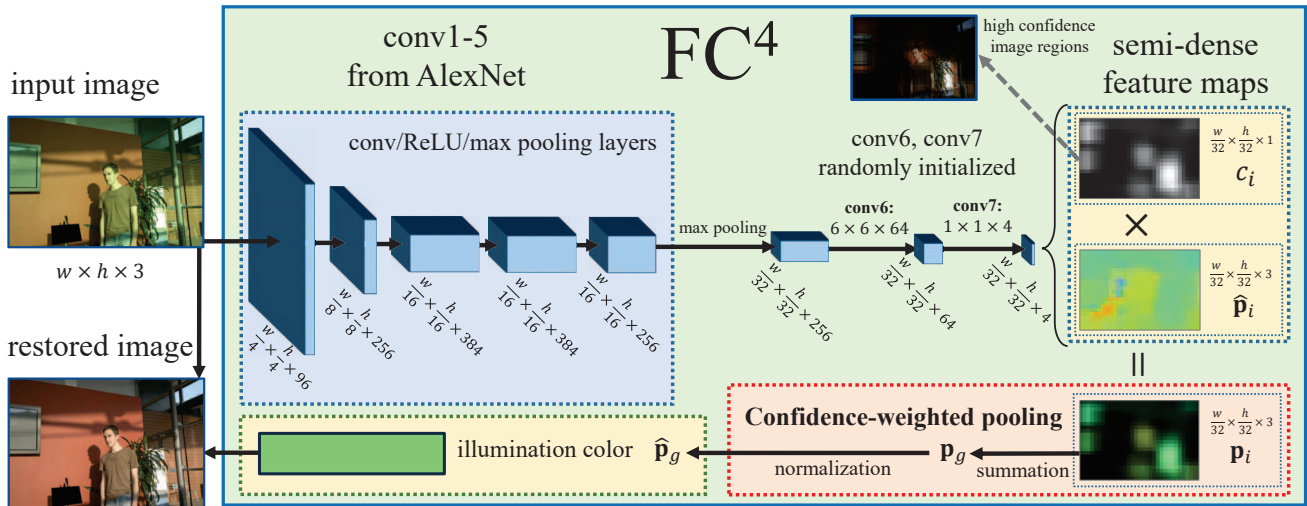 input image
w × h × 3
restored image
conv1-5
from AlexNet
FC⁴
high confidence
image regions
semi-dense
feature maps
conv/ReLU/max pooling layers
w/4 × h/4 × 96
w/8 × h/8 × 256
w/16 × h/16 × 384
w/16 × h/16 × 384
w/16 × h/16 × 256
max pooling
conv6, conv7
randomly initialized
conv6:
6 × 6 × 64
conv7:
1 × 1 × 4
w/32 × h/32 × 256
w/32 × h/32 × 64
w/32 × h/32 × 4
w/32 × h/32 × 1
cᵢ
×
w/32 × h/32 × 3
p̂ᵢ
=
Confidence-weighted pooling
w/32 × h/32 × 3
pᵢ
summation
p_g
normalization
illumination color p̂_g